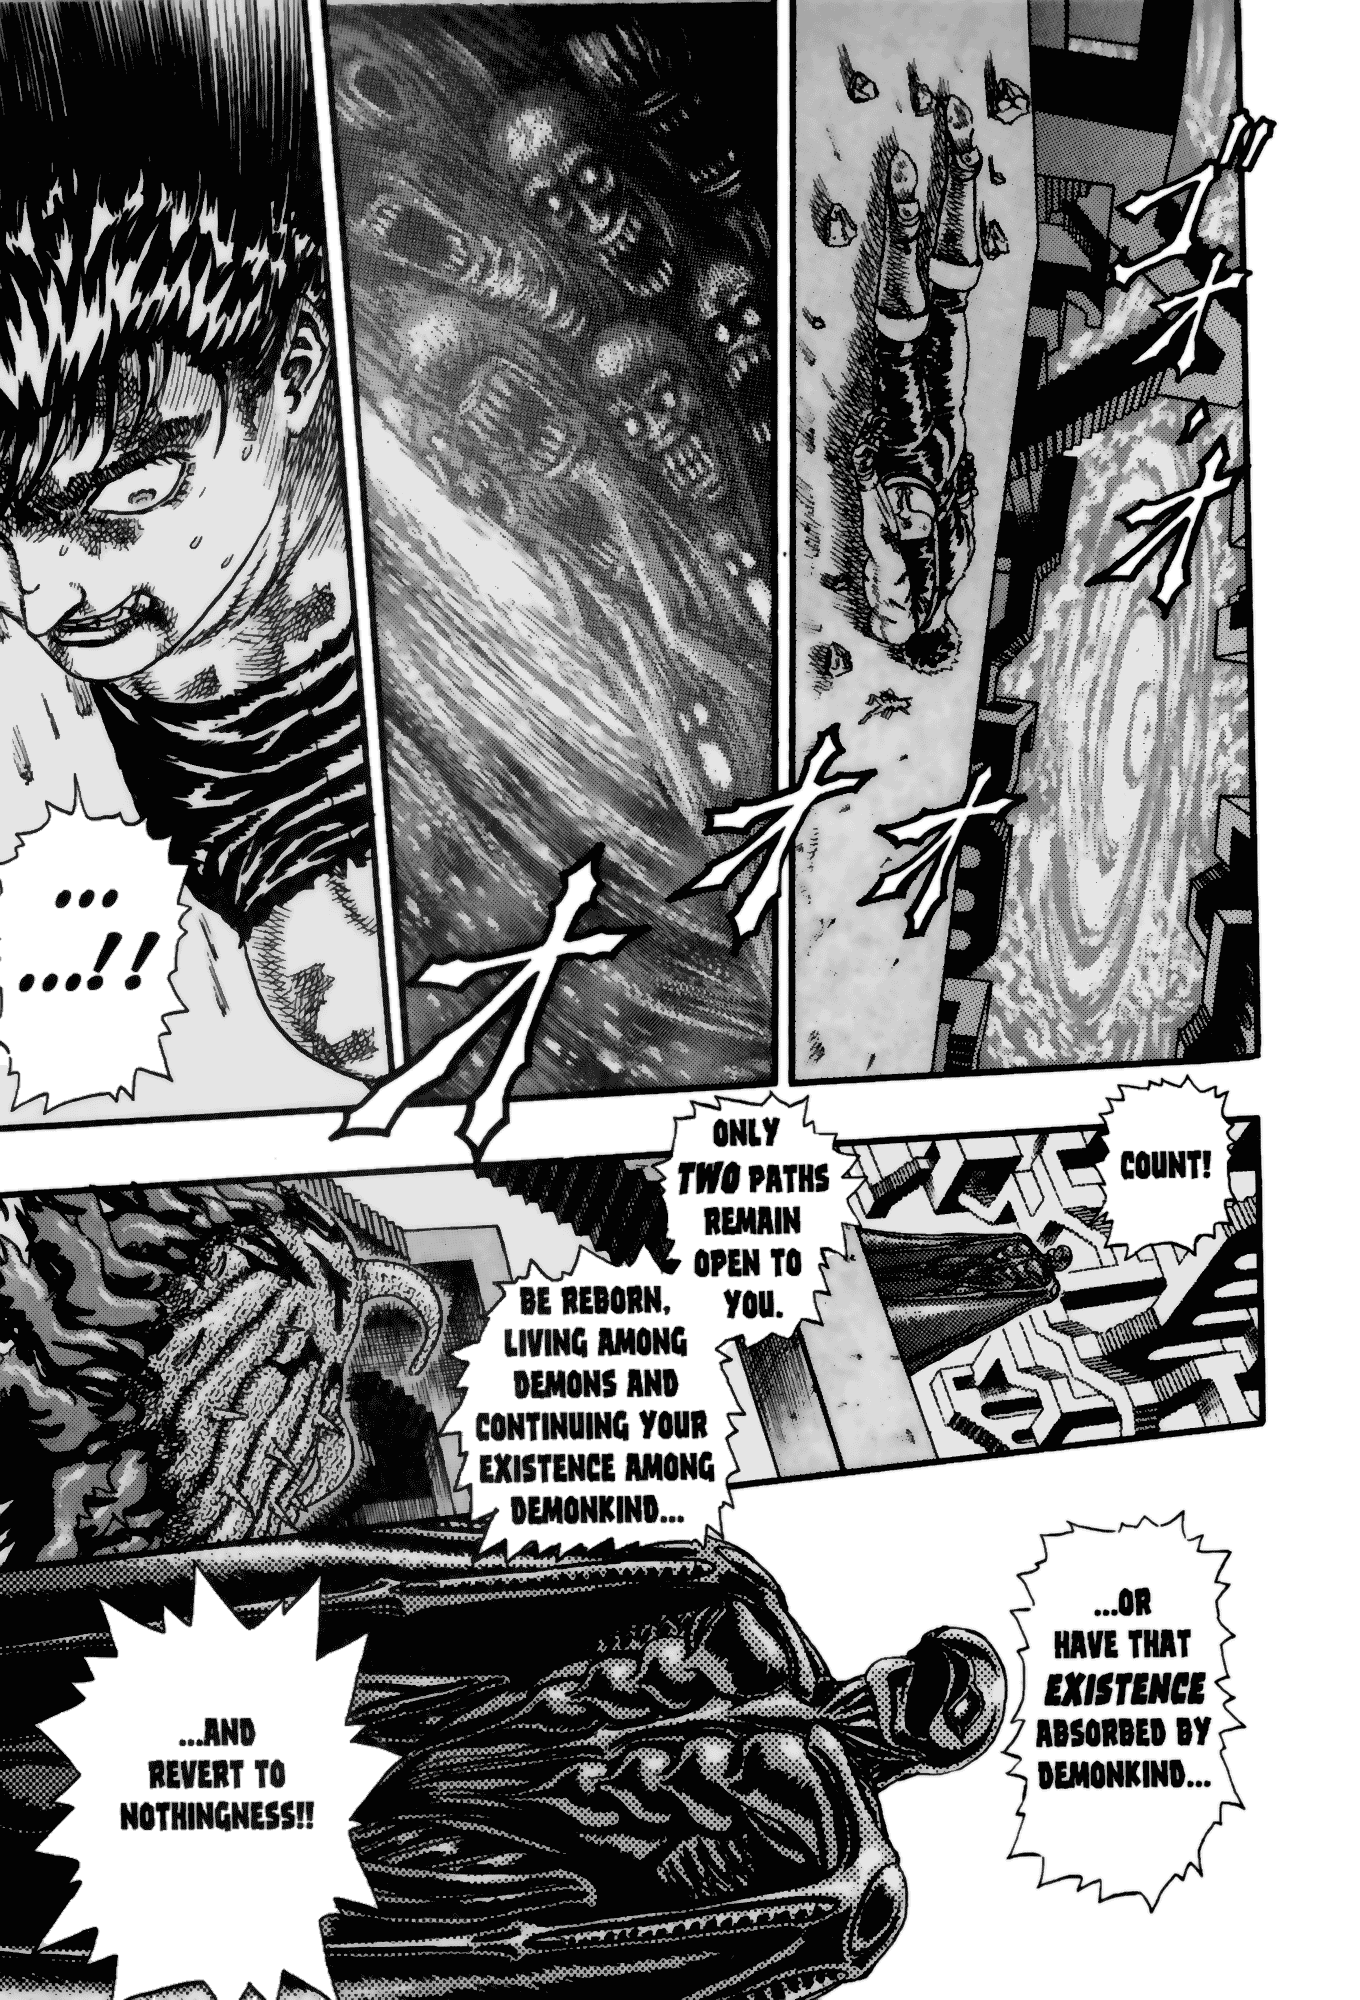 ゴ
オ
オ
オ
オ
オ
...
...!!
COUNT!
ONLY
TWO PATHS
REMAIN
OPEN TO
YOU.
BE REBORN,
LIVING AMONG
DEMONS AND
CONTINUING YOUR
EXISTENCE AMONG
DEMONKIND...
...OR
HAVE THAT
EXISTENCE
ABSORBED BY
DEMONKIND...
...AND
REVERT TO
NOTHINGNESS!!